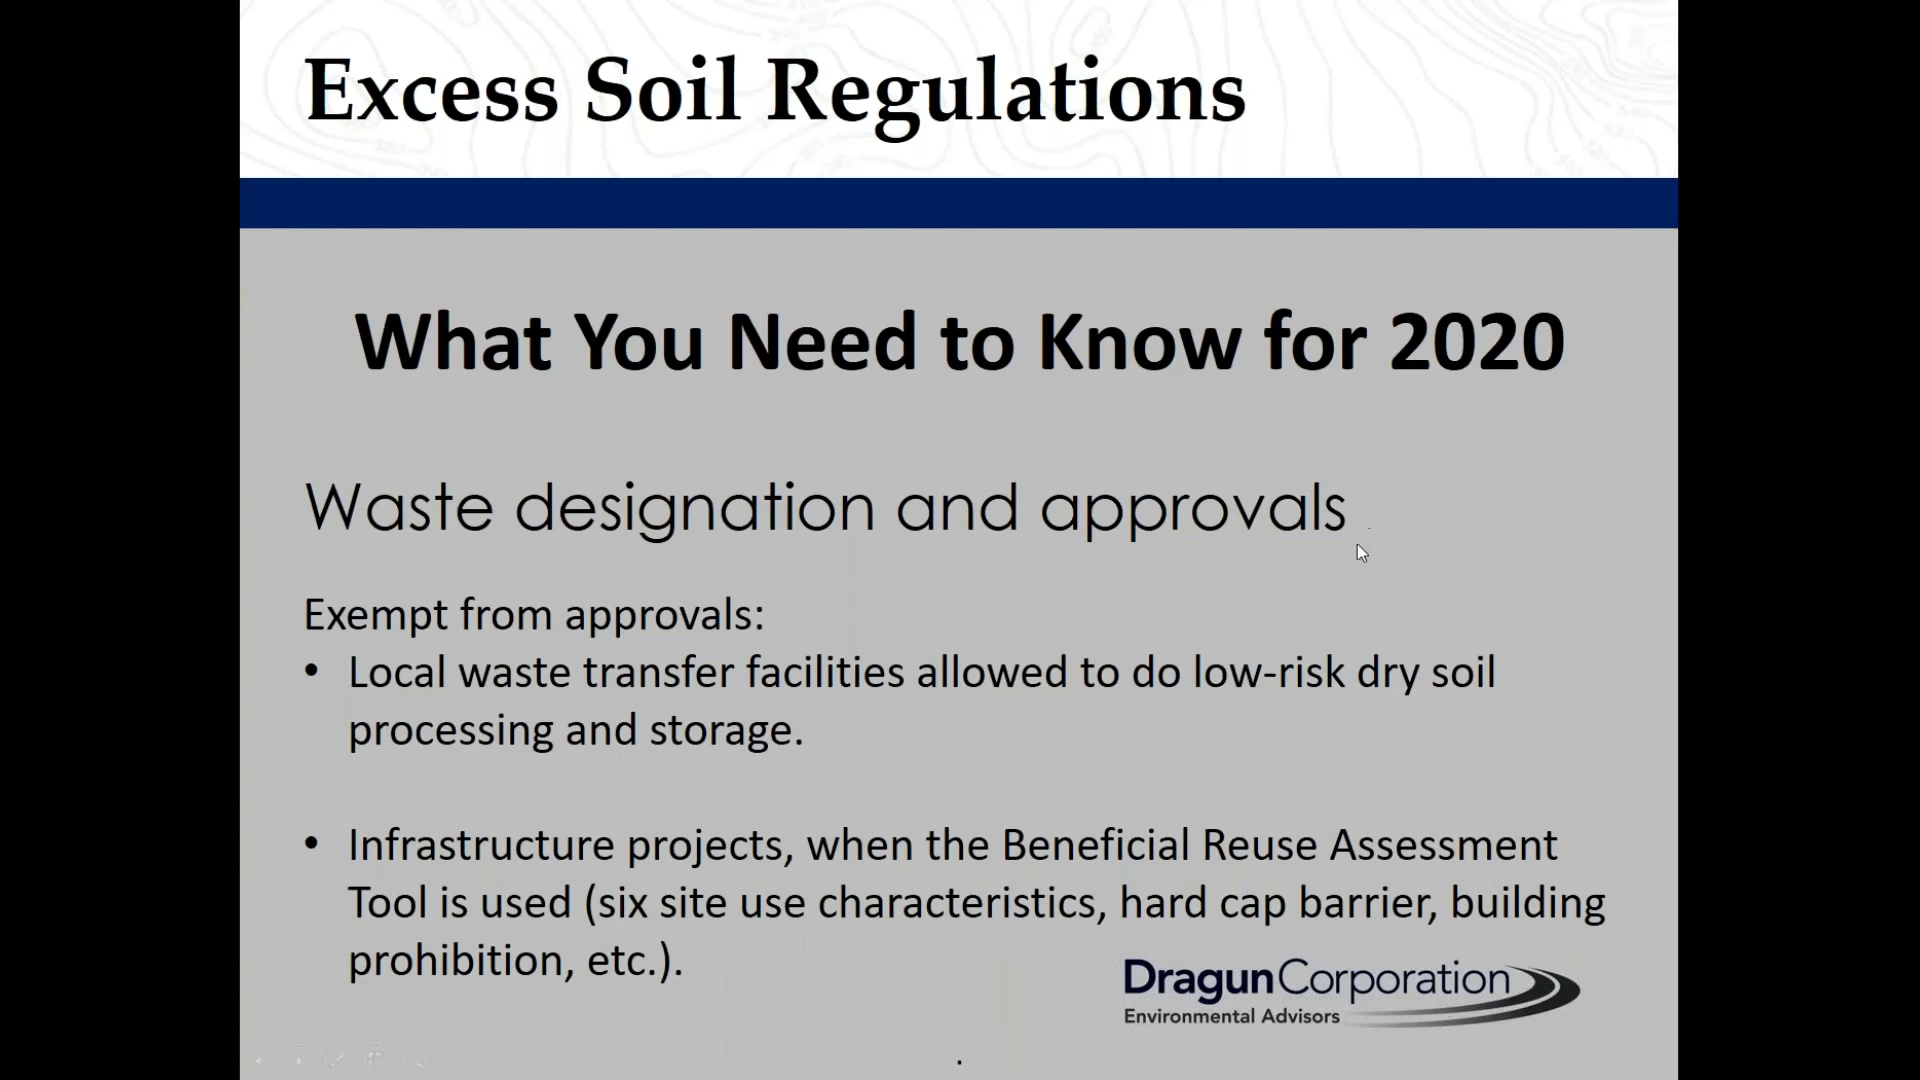 Excess Soil Regulations
What You Need to Know for 2020
Waste designation and approvals
Exempt from approvals:
• Local waste transfer facilities allowed to do low-risk dry soil
processing and storage.
• Infrastructure projects, when the Beneficial Reuse Assessment
Tool is used (six site use characteristics, hard cap barrier, building
prohibition, etc.).
DragunCorporation
Environmental Advisors
.